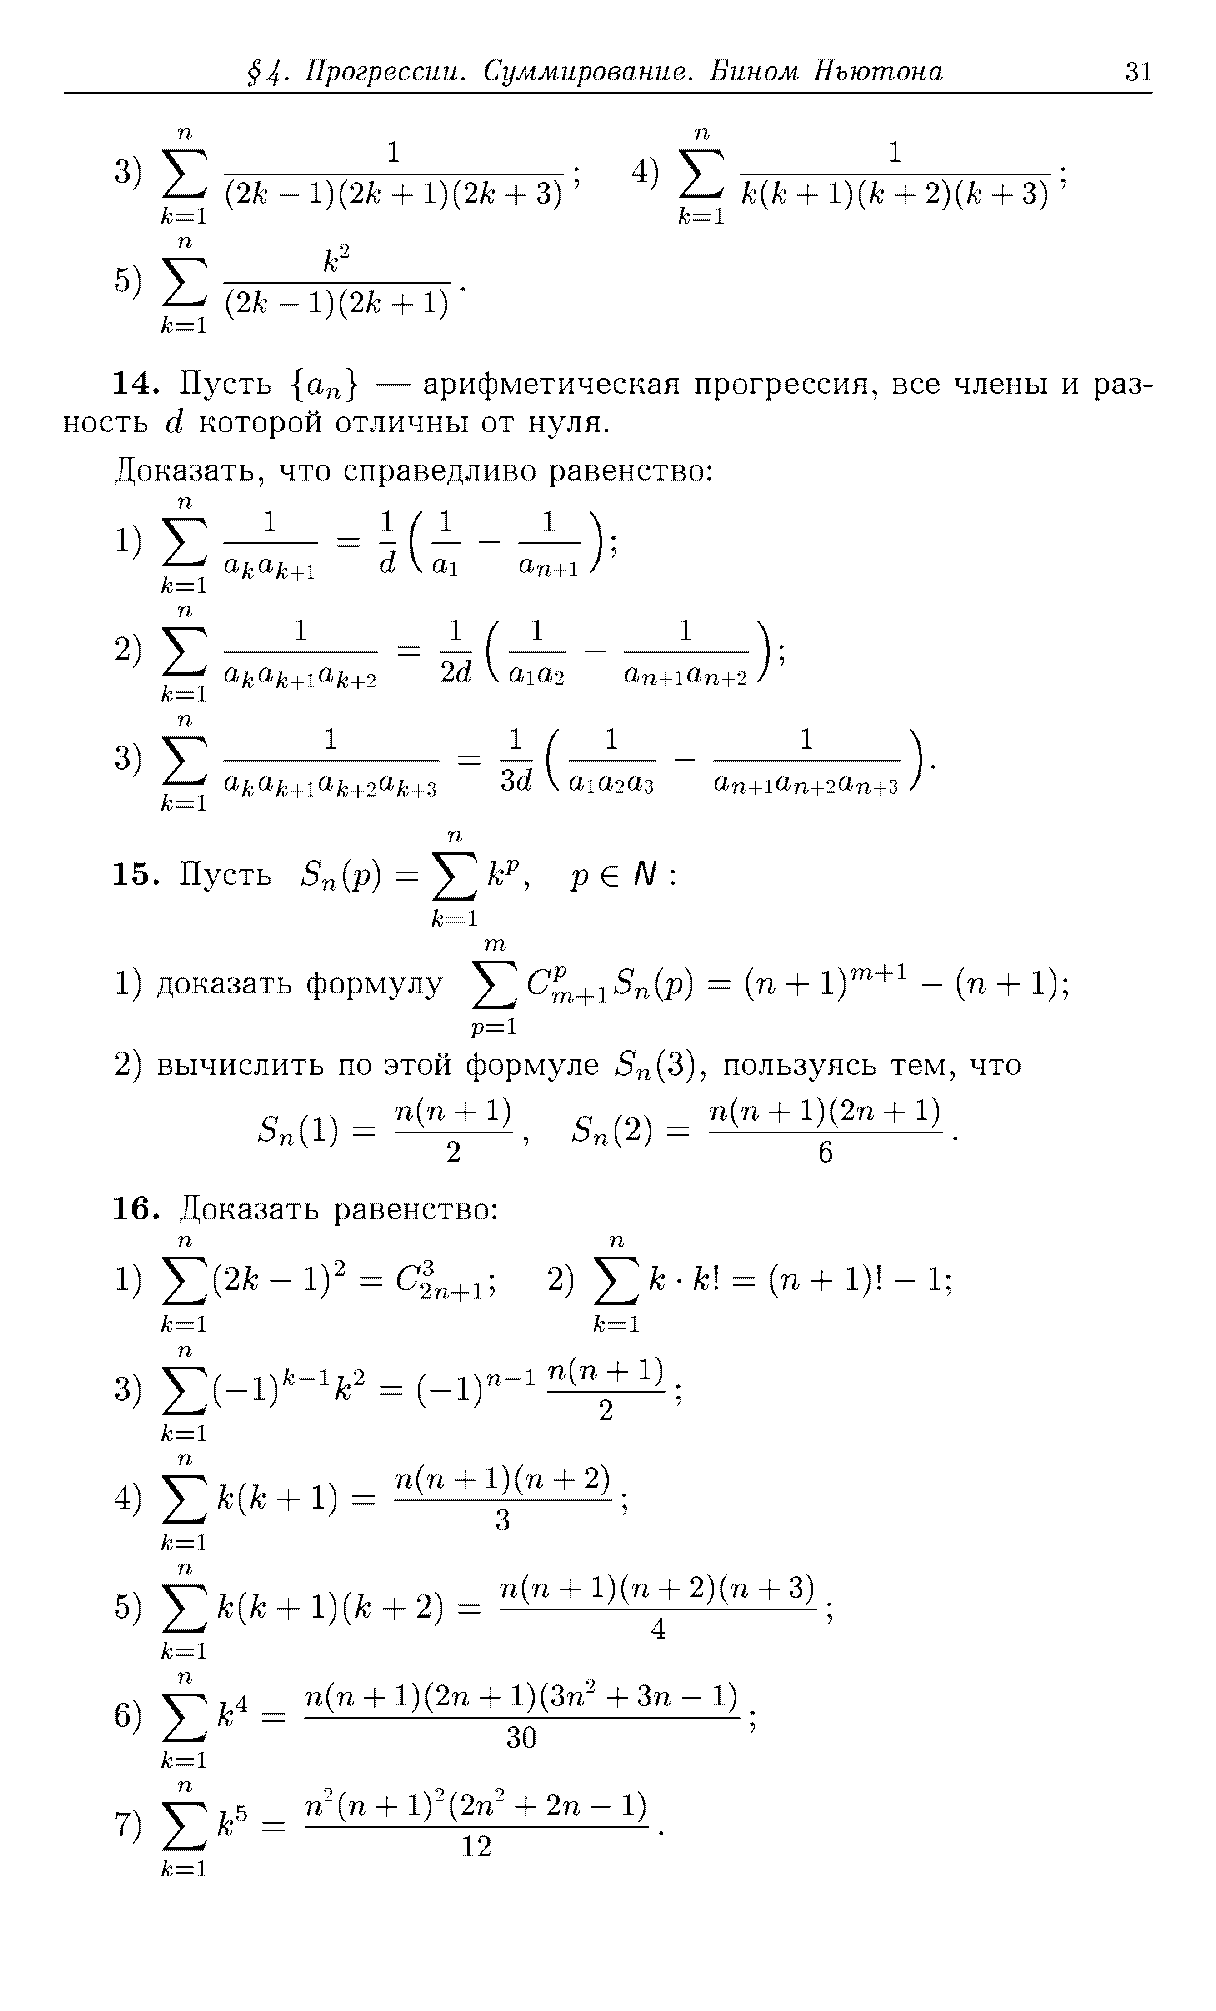 § 4. Прогрессии. Суммирование. Бином Ньютона 31
3) \sum_{k=1}^{n} \frac{1}{(2k-1)(2k+1)(2k+3)}; 4) \sum_{k=1}^{n} \frac{1}{k(k+1)(k+2)(k+3)};
5) \sum_{k=1}^{n} \frac{k^2}{(2k-1)(2k+1)}.
14. Пусть {a_n} — арифметическая прогрессия, все члены и раз-
ность d которой отличны от нуля.
Доказать, что справедливо равенство:
1) \sum_{k=1}^{n} \frac{1}{a_k a_{k+1}} = \frac{1}{d} \left( \frac{1}{a_1} - \frac{1}{a_{n+1}} \right);
2) \sum_{k=1}^{n} \frac{1}{a_k a_{k+1} a_{k+2}} = \frac{1}{2d} \left( \frac{1}{a_1 a_2} - \frac{1}{a_{n+1} a_{n+2}} \right);
3) \sum_{k=1}^{n} \frac{1}{a_k a_{k+1} a_{k+2} a_{k+3}} = \frac{1}{3d} \left( \frac{1}{a_1 a_2 a_3} - \frac{1}{a_{n+1} a_{n+2} a_{n+3}} \right).
15. Пусть S_n(p) = \sum_{k=1}^{n} k^p, p ∈ N :
1) доказать формулу \sum_{p=1}^{m} C_{m+1}^{p} S_n(p) = (n+1)^{m+1} - (n+1);
2) вычислить по этой формуле S_n(3), пользуясь тем, что
S_n(1) = \frac{n(n+1)}{2}, S_n(2) = \frac{n(n+1)(2n+1)}{6}.
16. Доказать равенство:
1) \sum_{k=1}^{n} (2k-1)^2 = C_{2n+1}^{3}; 2) \sum_{k=1}^{n} k · k! = (n+1)! - 1;
3) \sum_{k=1}^{n} (-1)^{k-1} k^2 = (-1)^{n-1} \frac{n(n+1)}{2};
4) \sum_{k=1}^{n} k(k+1) = \frac{n(n+1)(n+2)}{3};
5) \sum_{k=1}^{n} k(k+1)(k+2) = \frac{n(n+1)(n+2)(n+3)}{4};
6) \sum_{k=1}^{n} k^4 = \frac{n(n+1)(2n+1)(3n^2+3n-1)}{30};
7) \sum_{k=1}^{n} k^5 = \frac{n^2(n+1)^2(2n^2+2n-1)}{12}.